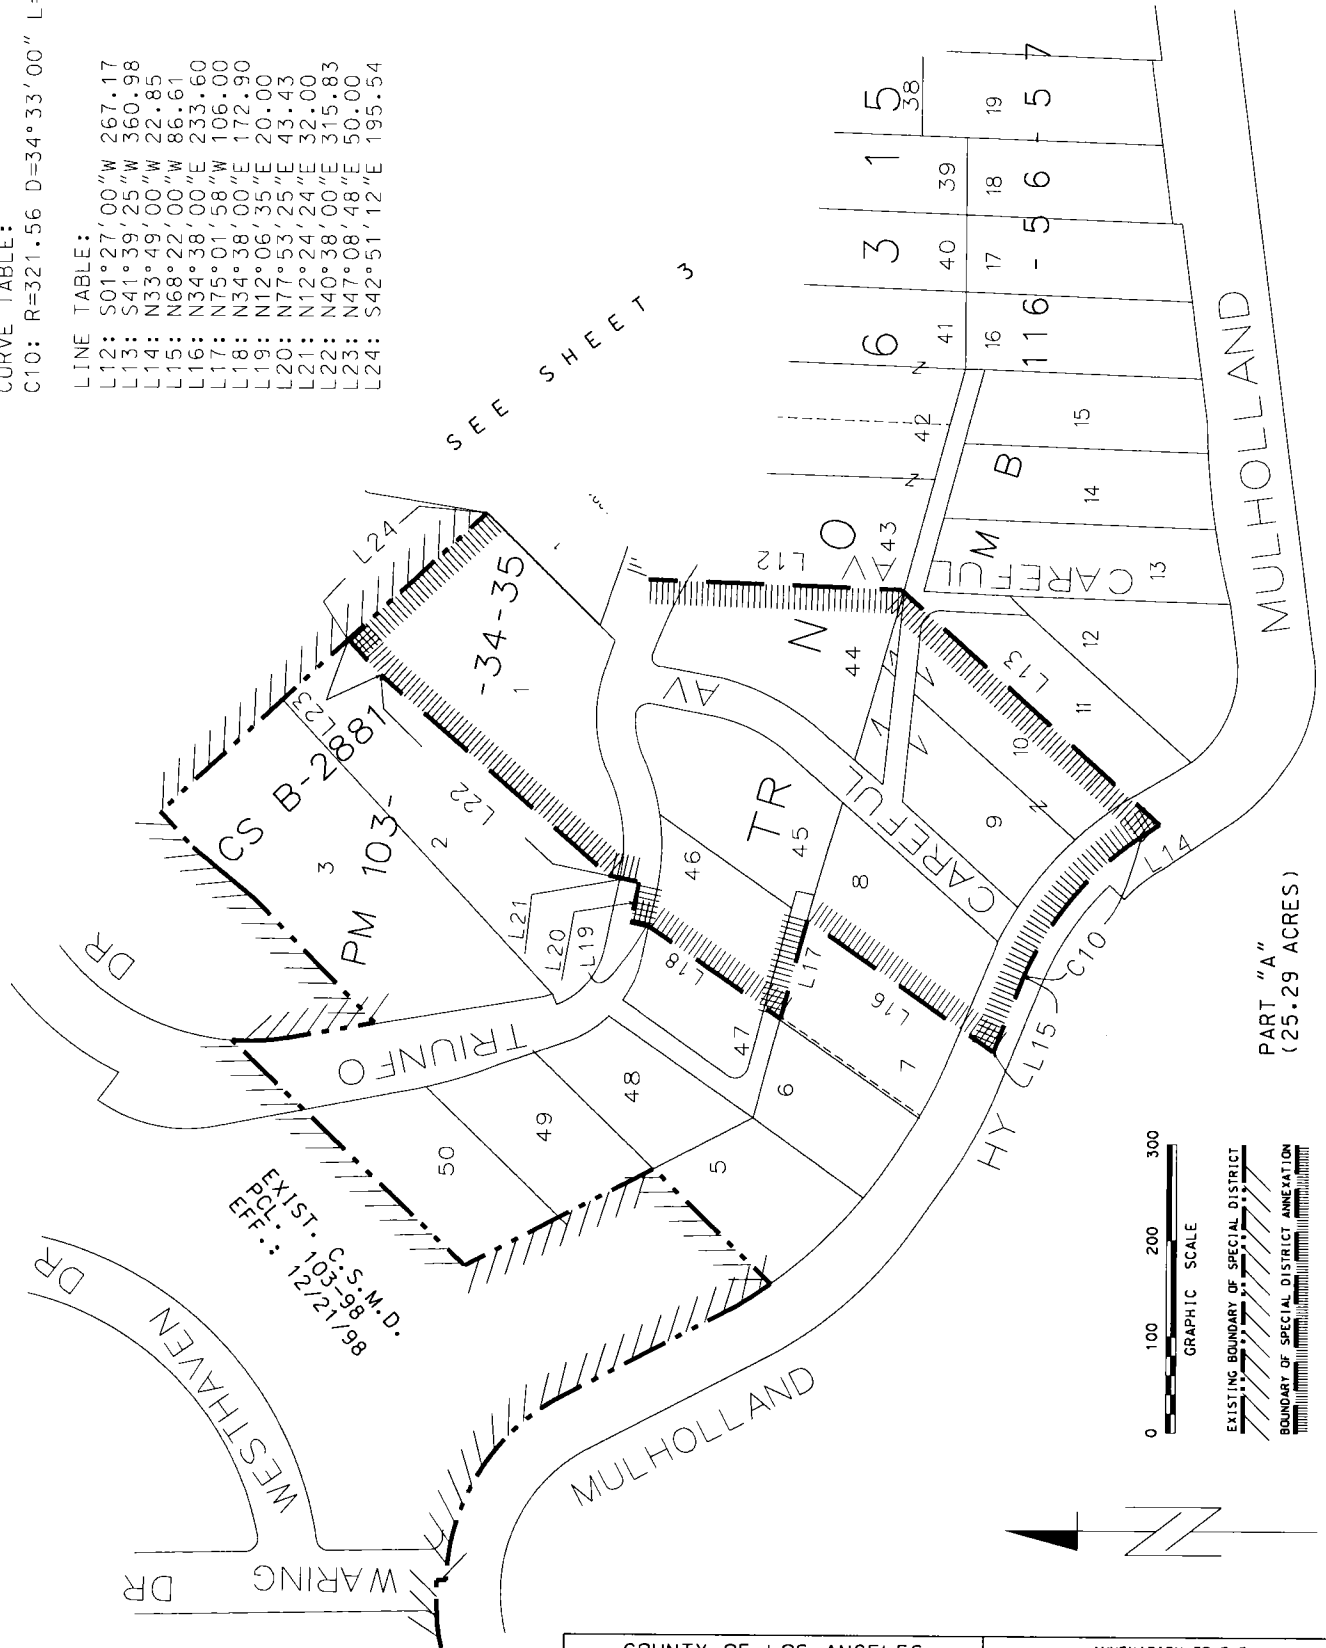 CURVE TABLE:
C10: R=321.56 D=34°33'00" L=
LINE TABLE:
L12: S01°27'00"W 267.17
L13: S41°39'25"W 360.98
L14: N33°49'00"W 22.85
L15: N68°22'00"W 86.61
L16: N34°38'00"E 233.60
L17: N75°01'58"W 106.00
L18: N34°38'00"E 172.90
L19: N12°06'35"E 20.00
L20: N77°53'25"E 43.43
L21: N12°24'24"E 32.00
L22: N40°38'00"E 315.83
L23: N47°08'48"E 50.00
L24: S42°51'12"E 195.54
SEE SHEET 3
L24
-34-35
1
L23
CS B-2881
PM 103-
3
2
L22
L21
L20
L19
DR
TRIUNFO
L18
46
47
TR
45
NO
44
L12
AV
43
42
41
40
39
38
6 3 1 5
16
17
18
19
116-56-57
M B
15
14
13
CAREFUL
AV
CAREFUL
12
11
10
9
8
7
6
5
L13
L14
L15
L16
L17
C10
48
49
50
EXIST. C.S.M.D.
PCL. 103-98
EFF.: 12/21/98
DR
WESTHAVEN
WARING
DR
MULHOLLAND
HY
MULHOLLAND
PART "A"
(25.29 ACRES)
0 100 200 300
GRAPHIC SCALE
EXISTING BOUNDARY OF SPECIAL DISTRICT
BOUNDARY OF SPECIAL DISTRICT ANNEXATION
N
COUNTY OF LOS ANGELES